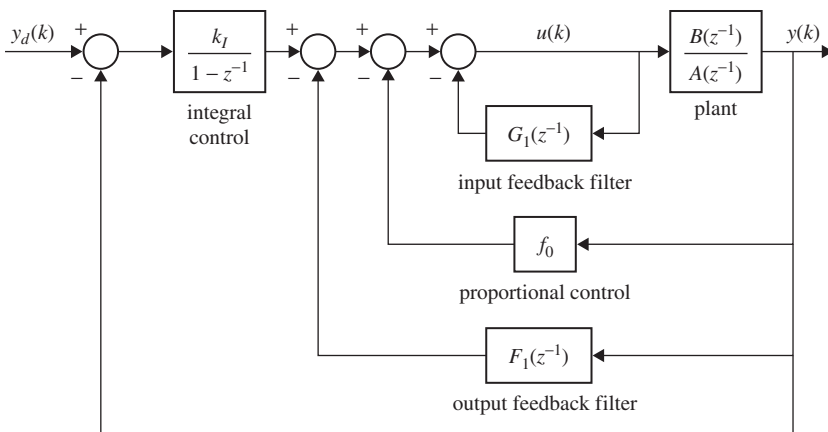 y_d(k)
+
−
k_I
1 − z^{−1}
integral
control
+
−
+
−
+
−
u(k)
B(z^{−1})
A(z^{−1})
plant
y(k)
G_1(z^{−1})
input feedback filter
f_0
proportional control
F_1(z^{−1})
output feedback filter